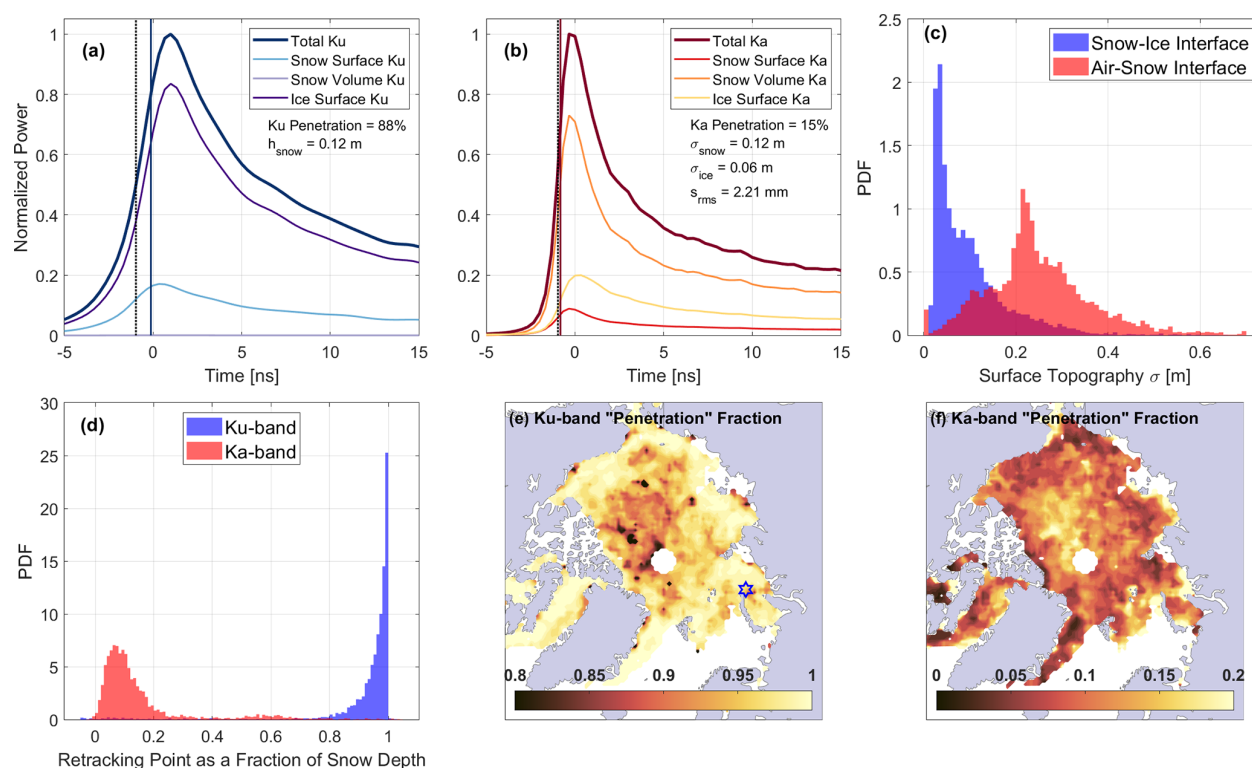 (a)
Total Ku
Snow Surface Ku
Snow Volume Ku
Ice Surface Ku
Ku Penetration = 88%
h_snow = 0.12 m
Normalized Power
1
0.8
0.6
0.4
0.2
0
-5
0
5
10
15
Time [ns]
(b)
Total Ka
Snow Surface Ka
Snow Volume Ka
Ice Surface Ka
Ka Penetration = 15%
σ_snow = 0.12 m
σ_ice = 0.06 m
s_rms = 2.21 mm
1
0.8
0.6
0.4
0.2
0
-5
0
5
10
15
Time [ns]
(c)
Snow-Ice Interface
Air-Snow Interface
PDF
2.5
2
1.5
1
0.5
0
0
0.2
0.4
0.6
Surface Topography σ [m]
(d)
Ku-band
Ka-band
PDF
30
25
20
15
10
5
0
0
0.2
0.4
0.6
0.8
1
Retracking Point as a Fraction of Snow Depth
(e) Ku-band "Penetration" Fraction
0.8
0.85
0.9
0.95
1
(f) Ka-band "Penetration" Fraction
0
0.05
0.1
0.15
0.2